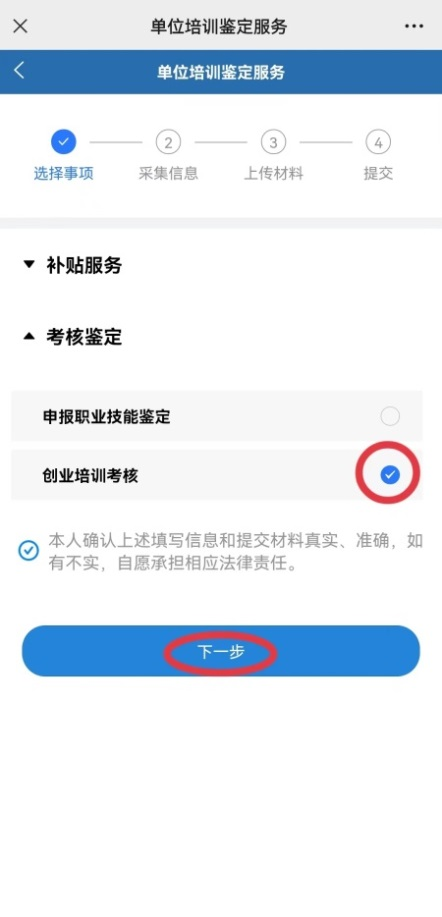 单位培训鉴定服务
单位培训鉴定服务
2
3
4
选择事项
采集信息
上传材料
提交
补贴服务
考核鉴定
申报职业技能鉴定
创业培训考核
本人确认上述填写信息和提交材料真实、准确，如
有不实，自愿承担相应法律责任。
下一步